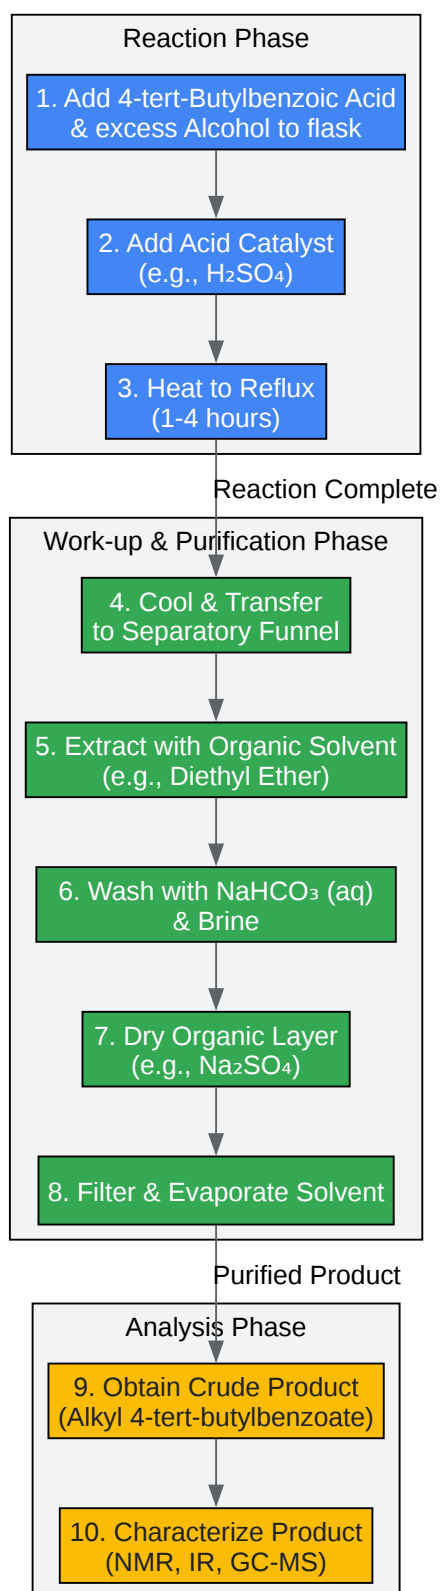 Reaction Phase
1. Add 4-tert-Butylbenzoic Acid
& excess Alcohol to flask
2. Add Acid Catalyst
(e.g., H₂SO₄)
3. Heat to Reflux
(1-4 hours)
Reaction Complete
Work-up & Purification Phase
4. Cool & Transfer
to Separatory Funnel
5. Extract with Organic Solvent
(e.g., Diethyl Ether)
6. Wash with NaHCO₃ (aq)
& Brine
7. Dry Organic Layer
(e.g., Na₂SO₄)
8. Filter & Evaporate Solvent
Purified Product
Analysis Phase
9. Obtain Crude Product
(Alkyl 4-tert-butylbenzoate)
10. Characterize Product
(NMR, IR, GC-MS)